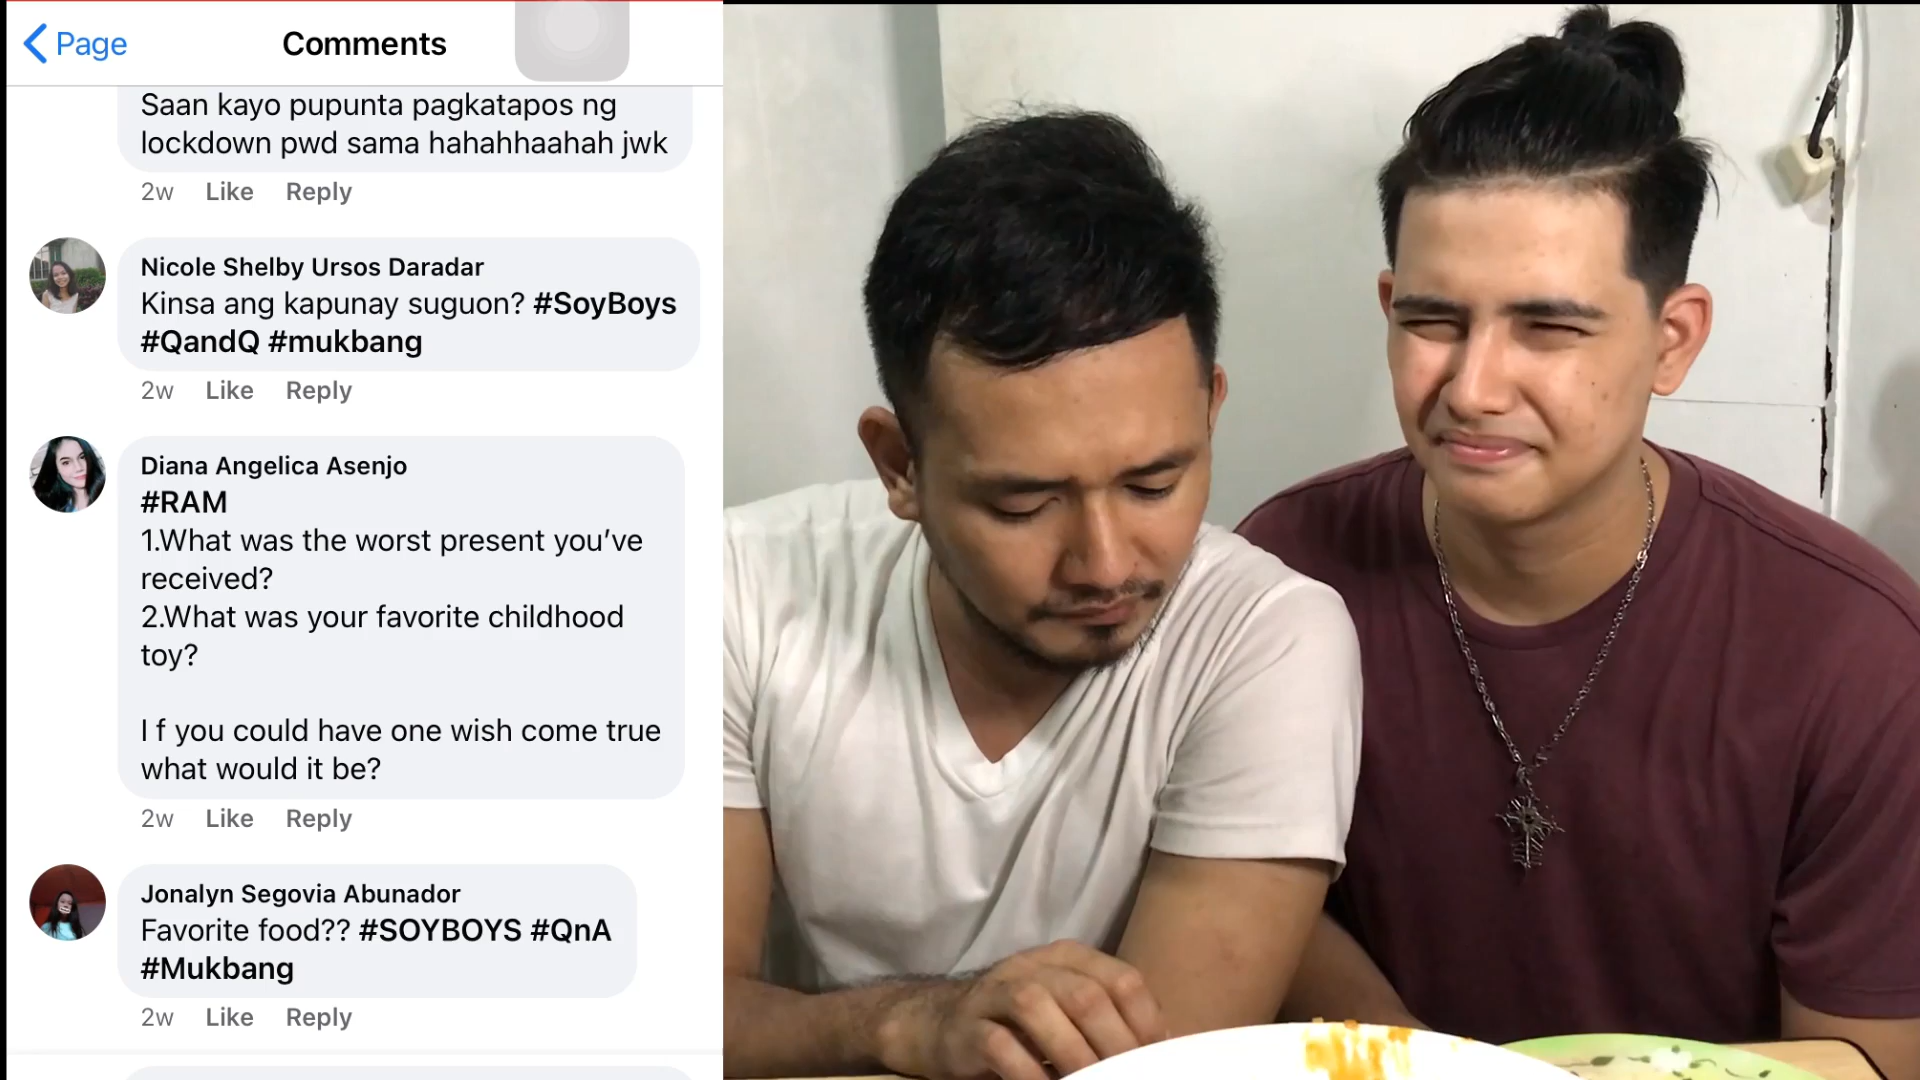 Page
Comments
Saan kayo pupunta pagkatapos ng
lockdown pwd sama hahahhaahah jwk
2w Like Reply
Nicole Shelby Ursos Daradar
Kinsa ang kapunay suguon? #SoyBoys
#QandQ #mukbang
2w Like Reply
Diana Angelica Asenjo
#RAM
1.What was the worst present you’ve
received?
2.What was your favorite childhood
toy?
I f you could have one wish come true
what would it be?
2w Like Reply
Jonalyn Segovia Abunador
Favorite food?? #SOYBOYS #QnA
#Mukbang
2w Like Reply